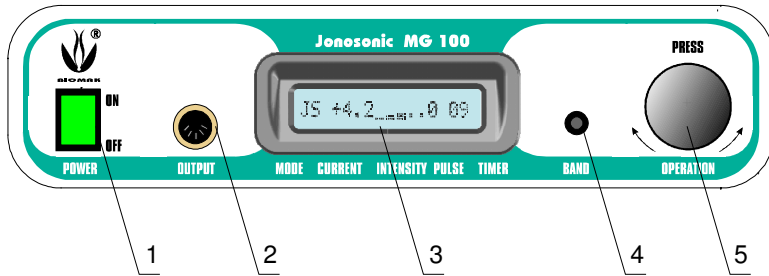 ®
Jonosonic MG 100
PRESS
BIOMAK
ON
JS +4.2 0 09
OFF
POWER OUTPUT MODE CURRENT INTENSITY PULSE TIMER BAND OPERATION
1 2 3 4 5